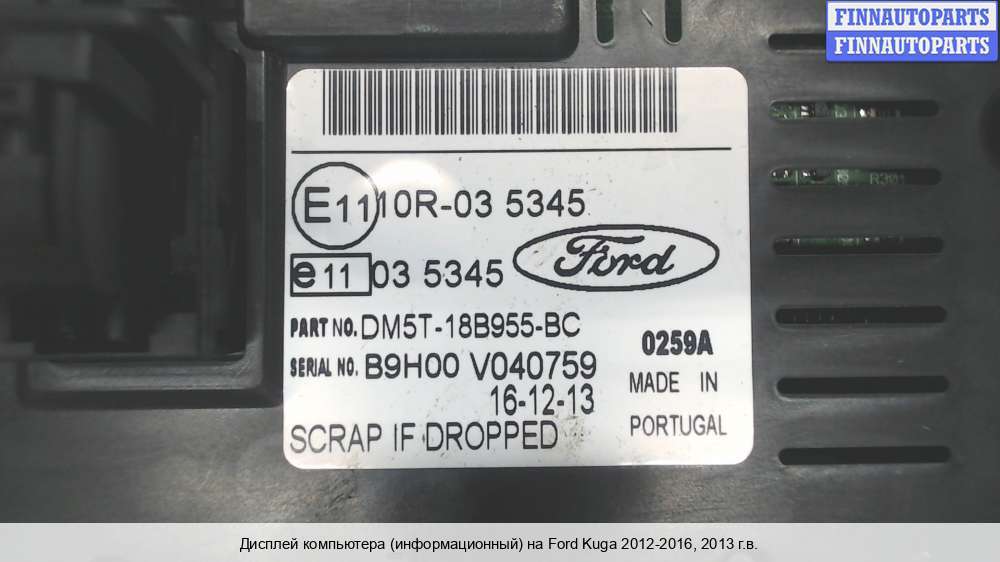 FINNAUTOPARTS
FINNAUTOPARTS
E11 10R-03 5345
e11 03 5345
Ford
PART NO. DM5T-18B955-BC
SERIAL NO. B9H00 V040759
0259A
16-12-13
MADE IN
PORTUGAL
SCRAP IF DROPPED
R301
Дисплей компьютера (информационный) на Ford Kuga 2012-2016, 2013 г.в.